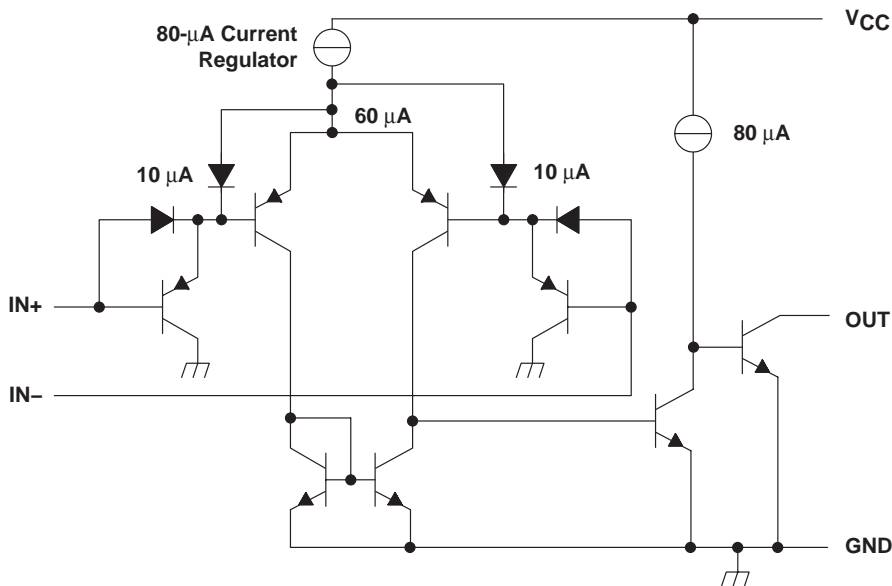 80-μA Current
Regulator
VCC
60 μA
80 μA
10 μA
10 μA
IN+
OUT
IN−
GND